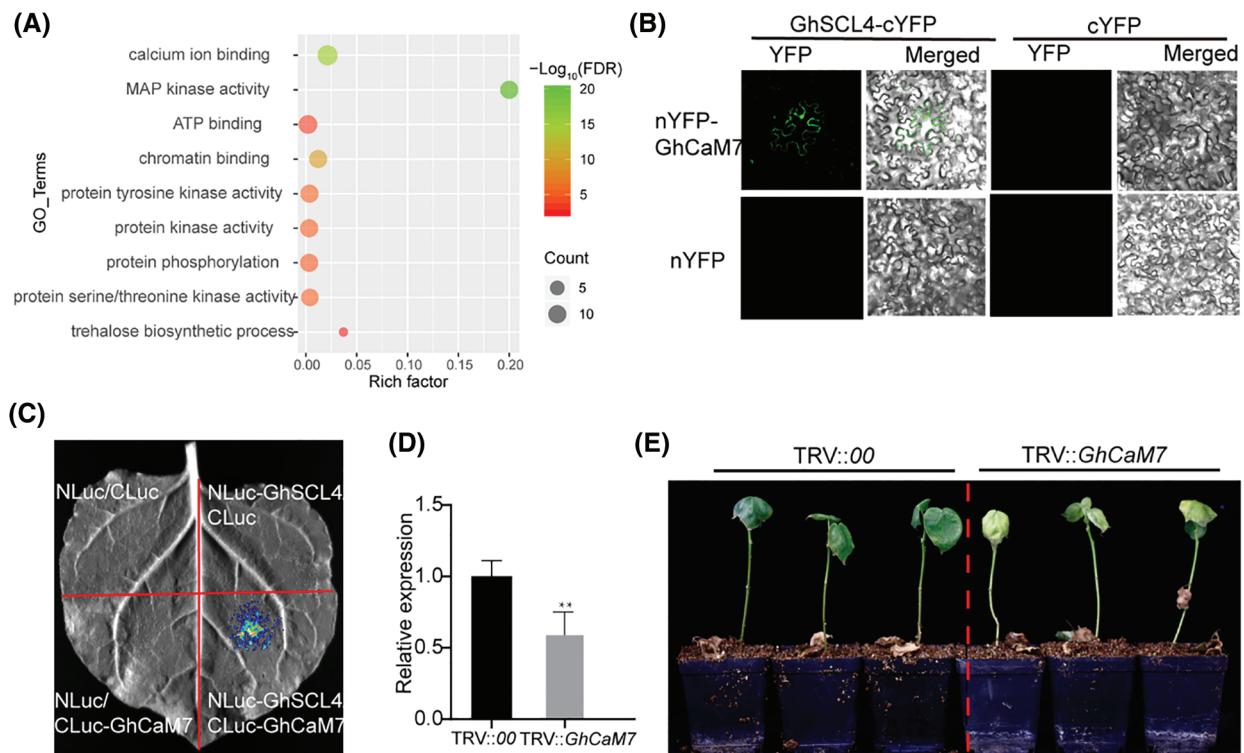 (A)
calcium ion binding
MAP kinase activity
ATP binding
chromatin binding
protein tyrosine kinase activity
protein kinase activity
protein phosphorylation
protein serine/threonine kinase activity
trehalose biosynthetic process
GO_Terms
0.00 0.05 0.10 0.15 0.20
Rich factor
−Log10(FDR)
20
15
10
5
Count
5
10
(B)
GhSCL4-cYFP cYFP
YFP Merged YFP Merged
nYFP-
GhCaM7
nYFP
(C)
NLuc/CLuc
NLuc-GhSCL4/
CLuc
NLuc/
CLuc-GhCaM7
NLuc-GhSCL4/
CLuc-GhCaM7
(D)
Relative expression
1.5
1.0
0.5
0.0
**
TRV::00 TRV::GhCaM7
(E)
TRV::00 TRV::GhCaM7